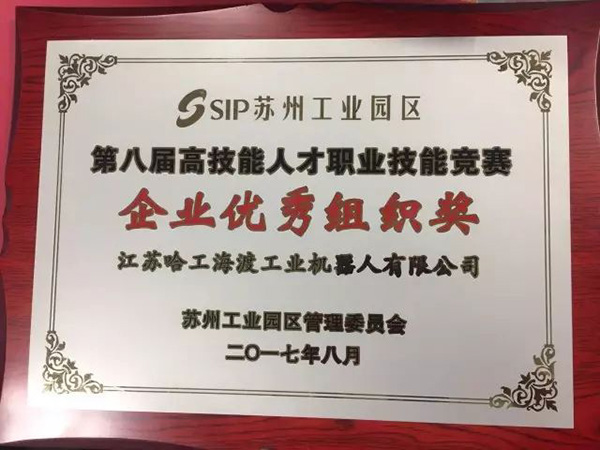 SIP苏州工业园区
第八届高技能人才职业技能竞赛
企业优秀组织奖
江苏哈工海渡工业机器人有限公司
苏州工业园区管理委员会
二〇一七年八月